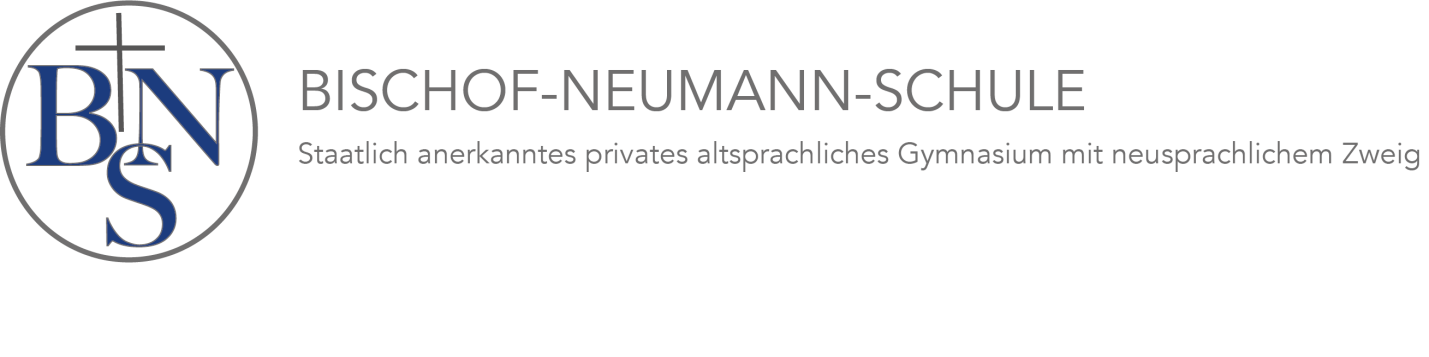 BNS
BISCHOF-NEUMANN-SCHULE
Staatlich anerkanntes privates altsprachliches Gymnasium mit neusprachlichem Zweig